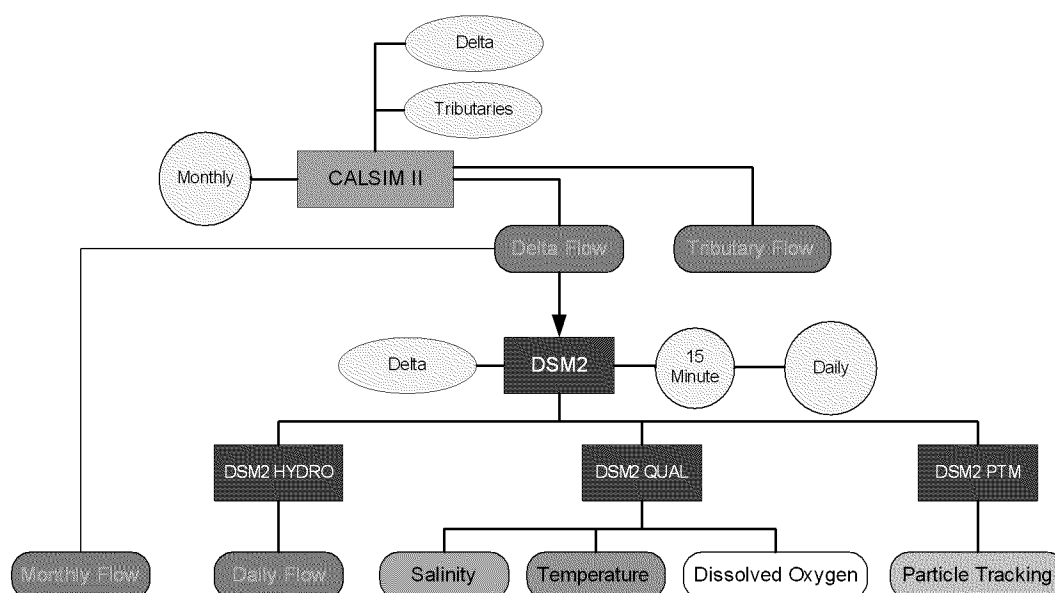 Delta
Tributaries
Monthly
CALSIM II
Delta Flow
Tributary Flow
Delta
DSM2
15
Minute
Daily
DSM2 HYDRO
DSM2 QUAL
DSM2 PTM
Monthly Flow
Daily Flow
Salinity
Temperature
Dissolved Oxygen
Particle Tracking